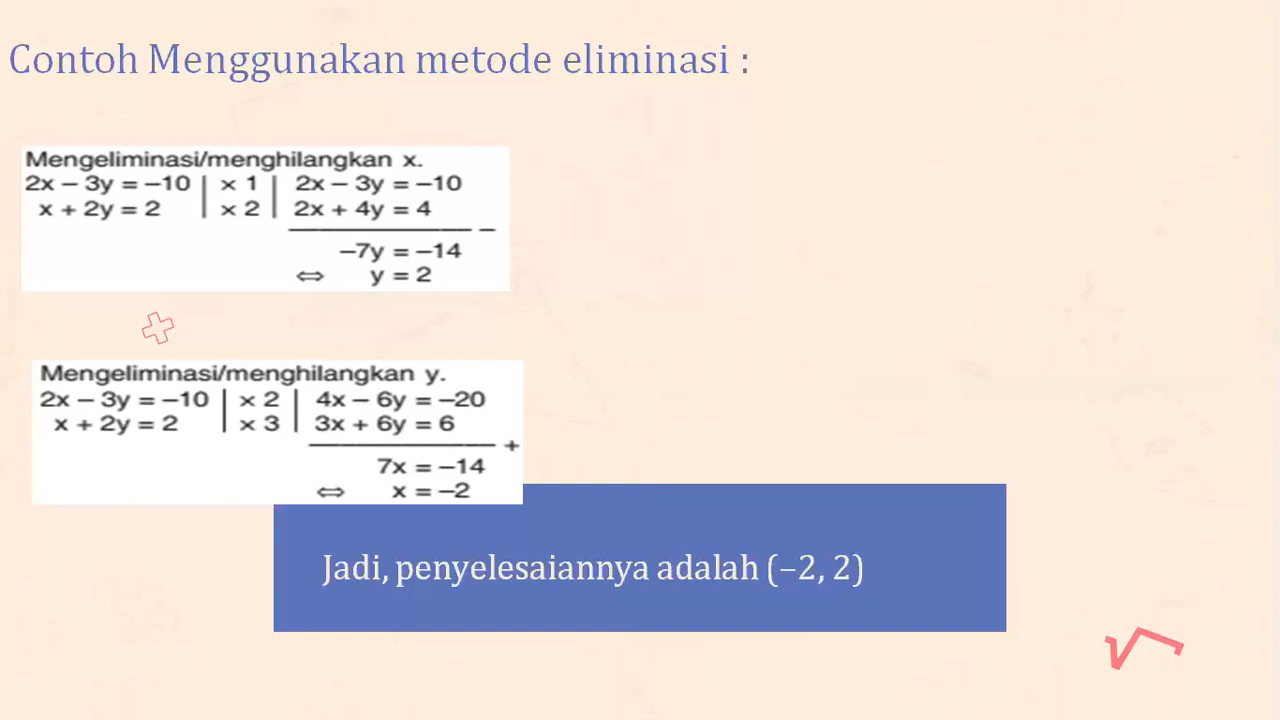 Contoh Menggunakan metode eliminasi :
Mengeliminasi/menghilangkan x.
2x – 3y = –10 | × 1 | 2x – 3y = –10
x + 2y = 2 | × 2 | 2x + 4y = 4
–
–7y = –14
⇔ y = 2
Mengeliminasi/menghilangkan y.
2x – 3y = –10 | × 2 | 4x – 6y = –20
x + 2y = 2 | × 3 | 3x + 6y = 6
+
7x = –14
⇔ x = –2
Jadi, penyelesaiannya adalah (–2, 2)
√